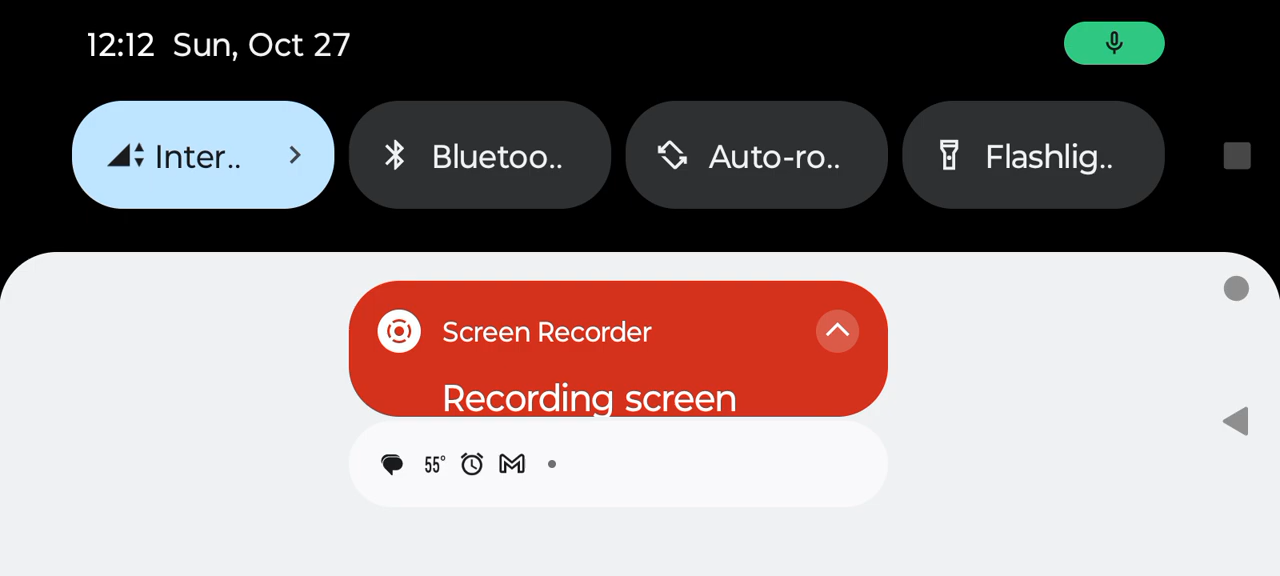 12:12 Sun, Oct 27
Inter.. Bluetoo.. Auto-ro.. Flashlig..
Screen Recorder
Recording screen
55°